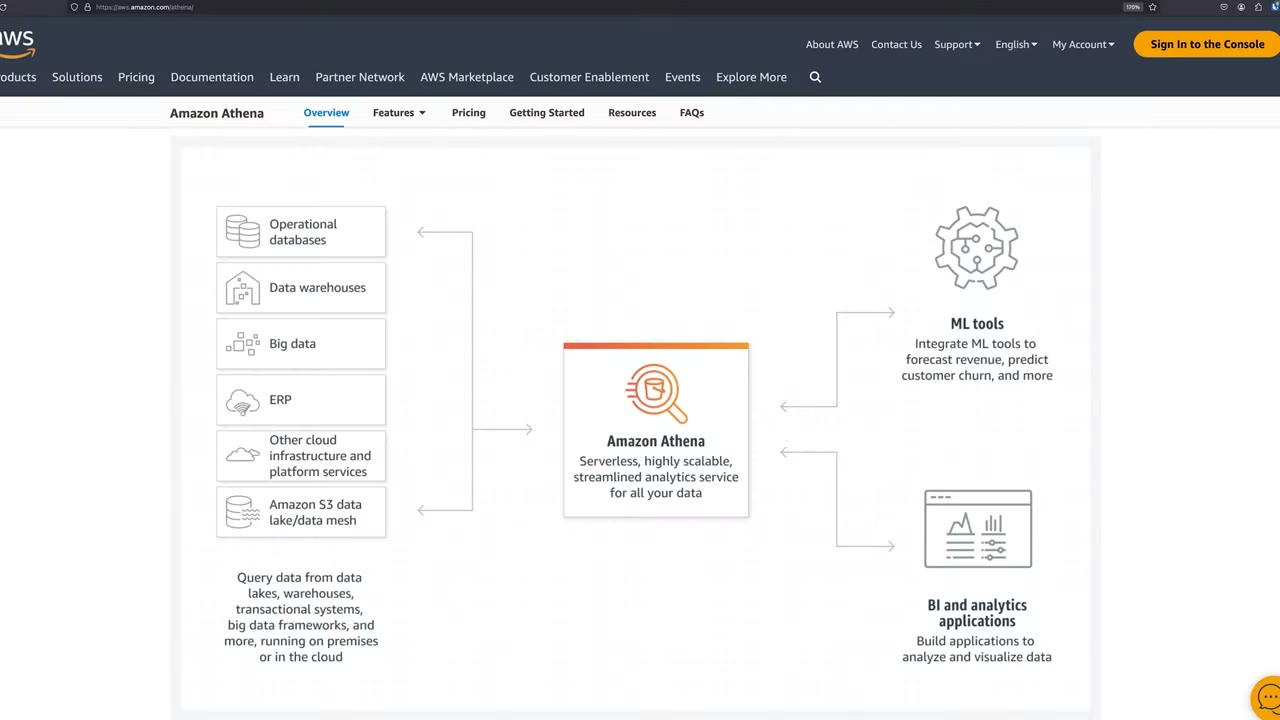 https://aws.amazon.com/athena/
170%
aws
About AWS Contact Us Support English My Account Sign In to the Console
oducts Solutions Pricing Documentation Learn Partner Network AWS Marketplace Customer Enablement Events Explore More
Amazon Athena Overview Features Pricing Getting Started Resources FAQs
Operational
databases
Data warehouses
Big data
ERP
Other cloud
infrastructure and
platform services
Amazon S3 data
lake/data mesh
Query data from data
lakes, warehouses,
transactional systems,
big data frameworks, and
more, running on premises
or in the cloud
Amazon Athena
Serverless, highly scalable,
streamlined analytics service
for all your data
ML tools
Integrate ML tools to
forecast revenue, predict
customer churn, and more
BI and analytics
applications
Build applications to
analyze and visualize data